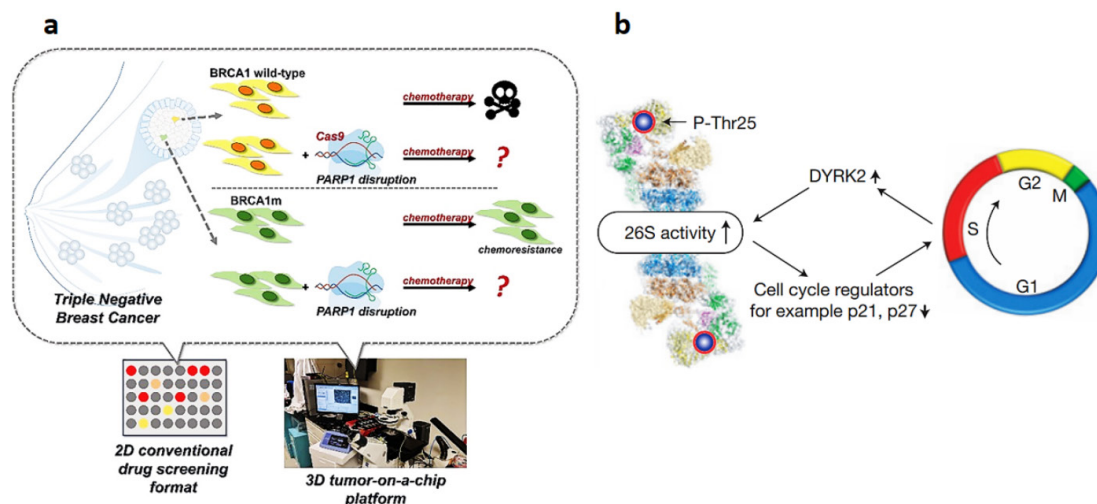 a
BRCA1 wild-type
chemotherapy
Cas9
+
chemotherapy
?
PARP1 disruption
BRCA1m
chemotherapy
chemoresistance
+
chemotherapy
?
PARP1 disruption
Triple Negative
Breast Cancer
2D conventional
drug screening
format
3D tumor-on-a-chip
platform
b
P-Thr25
DYRK2
26S activity
Cell cycle regulators
for example p21, p27
G2
M
S
G1